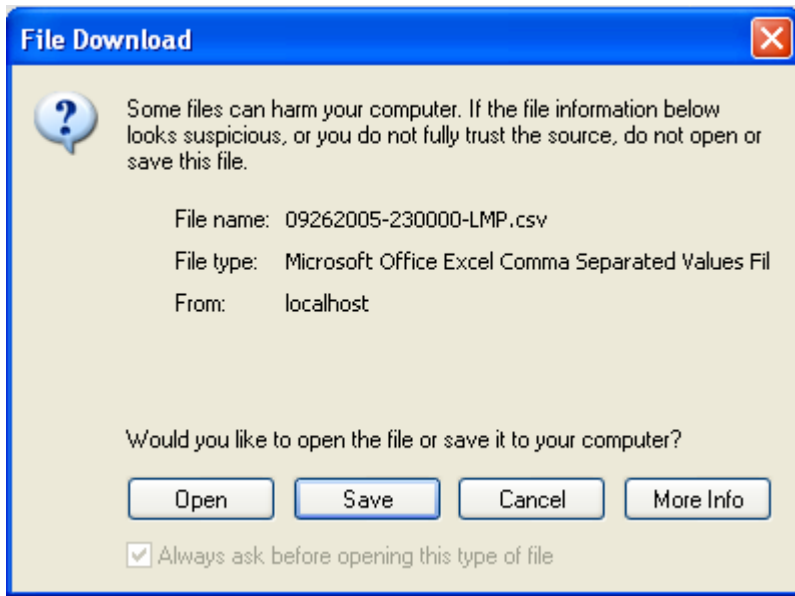 File Download
Some files can harm your computer. If the file information below
looks suspicious, or you do not fully trust the source, do not open or
save this file.
File name: 09262005-230000-LMP.csv
File type: Microsoft Office Excel Comma Separated Values Fil
From: localhost
Would you like to open the file or save it to your computer?
Open Save Cancel More Info
Always ask before opening this type of file